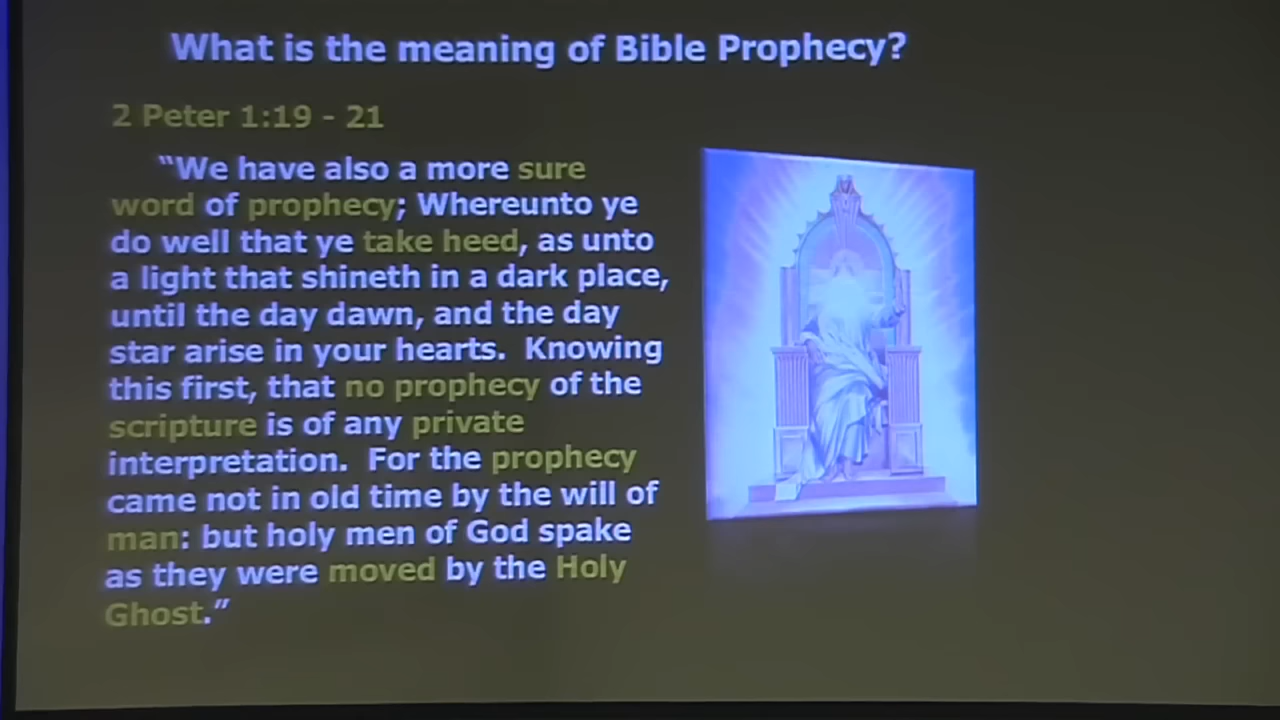 What is the meaning of Bible Prophecy?
2 Peter 1:19 - 21
“We have also a more sure
word of prophecy; Whereunto ye
do well that ye take heed, as unto
a light that shineth in a dark place,
until the day dawn, and the day
star arise in your hearts.  Knowing
this first, that no prophecy of the
scripture is of any private
interpretation.  For the prophecy
came not in old time by the will of
man: but holy men of God spake
as they were moved by the Holy
Ghost.”